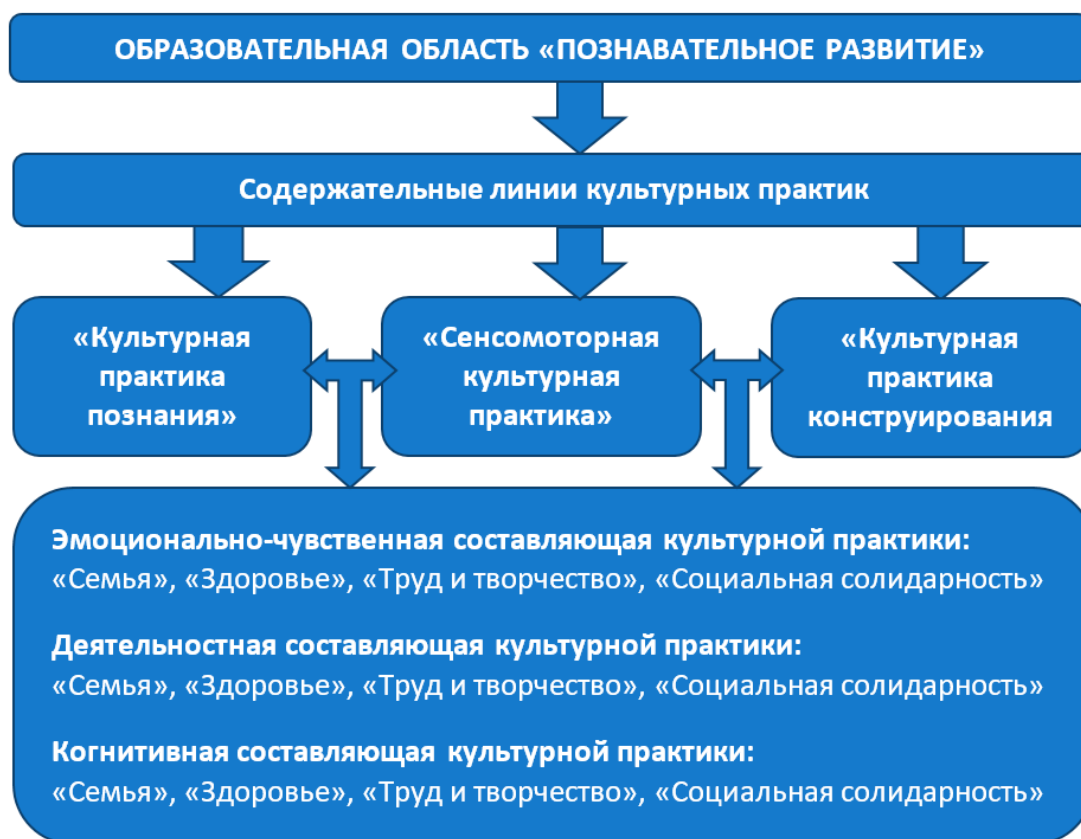 ОБРАЗОВАТЕЛЬНАЯ ОБЛАСТЬ «ПОЗНАВАТЕЛЬНОЕ РАЗВИТИЕ»
Содержательные линии культурных практик
«Культурная
практика
познания»
«Сенсомоторная
культурная
практика»
«Культурная
практика
конструирования
Эмоционально-чувственная составляющая культурной практики:
«Семья», «Здоровье», «Труд и творчество», «Социальная солидарность»
Деятельностная составляющая культурной практики:
«Семья», «Здоровье», «Труд и творчество», «Социальная солидарность»
Когнитивная составляющая культурной практики:
«Семья», «Здоровье», «Труд и творчество», «Социальная солидарность»